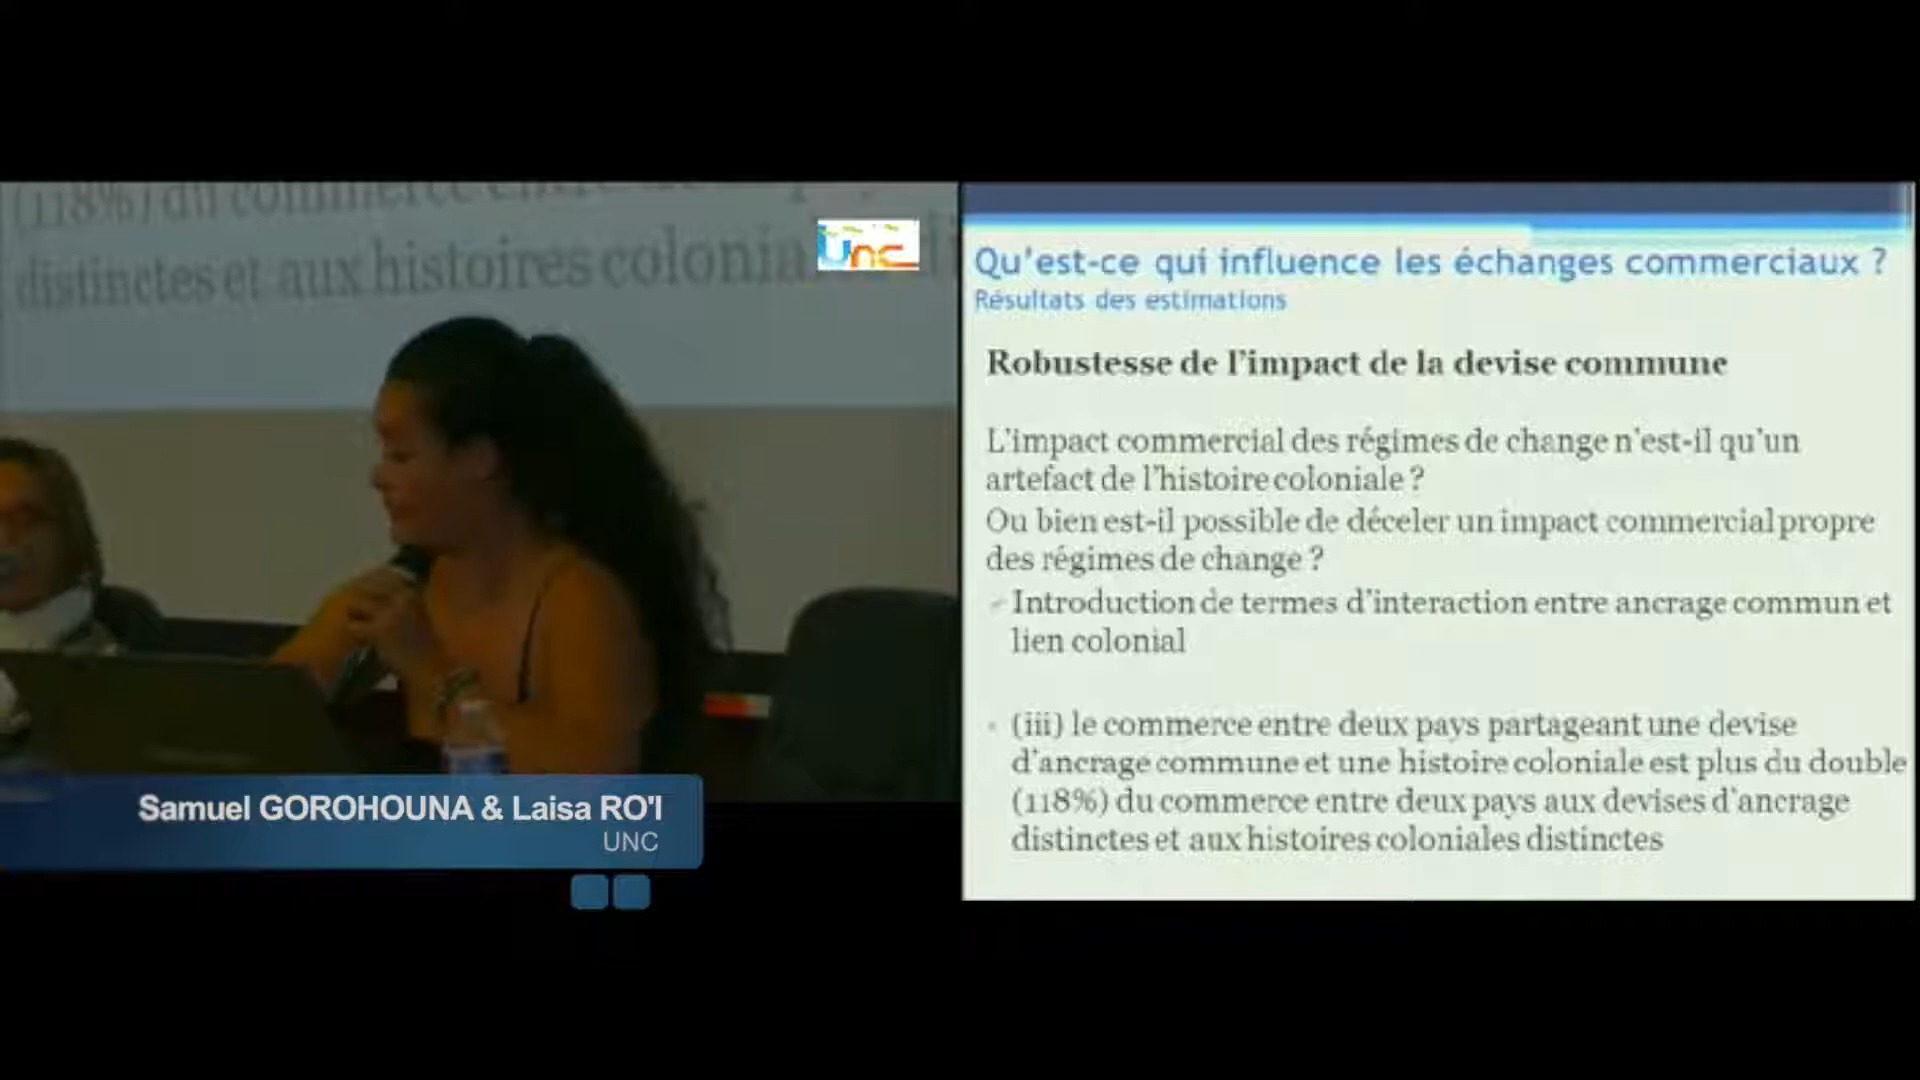 (118%) du commerce
distinctes et aux histoires colonia
Unc
Samuel GOROHOUNA & Laisa RO'I
UNC
Qu'est-ce qui influence les échanges commerciaux ?
Résultats des estimations
Robustesse de l'impact de la devise commune
L'impact commercial des régimes de change n'est-il qu'un
artefact de l'histoire coloniale ?
Ou bien est-il possible de déceler un impact commercial propre
des régimes de change ?
Introduction de termes d'interaction entre ancrage commun et
lien colonial
(iii) le commerce entre deux pays partageant une devise
d'ancrage commune et une histoire coloniale est plus du double
(118%) du commerce entre deux pays aux devises d'ancrage
distinctes et aux histoires coloniales distinctes